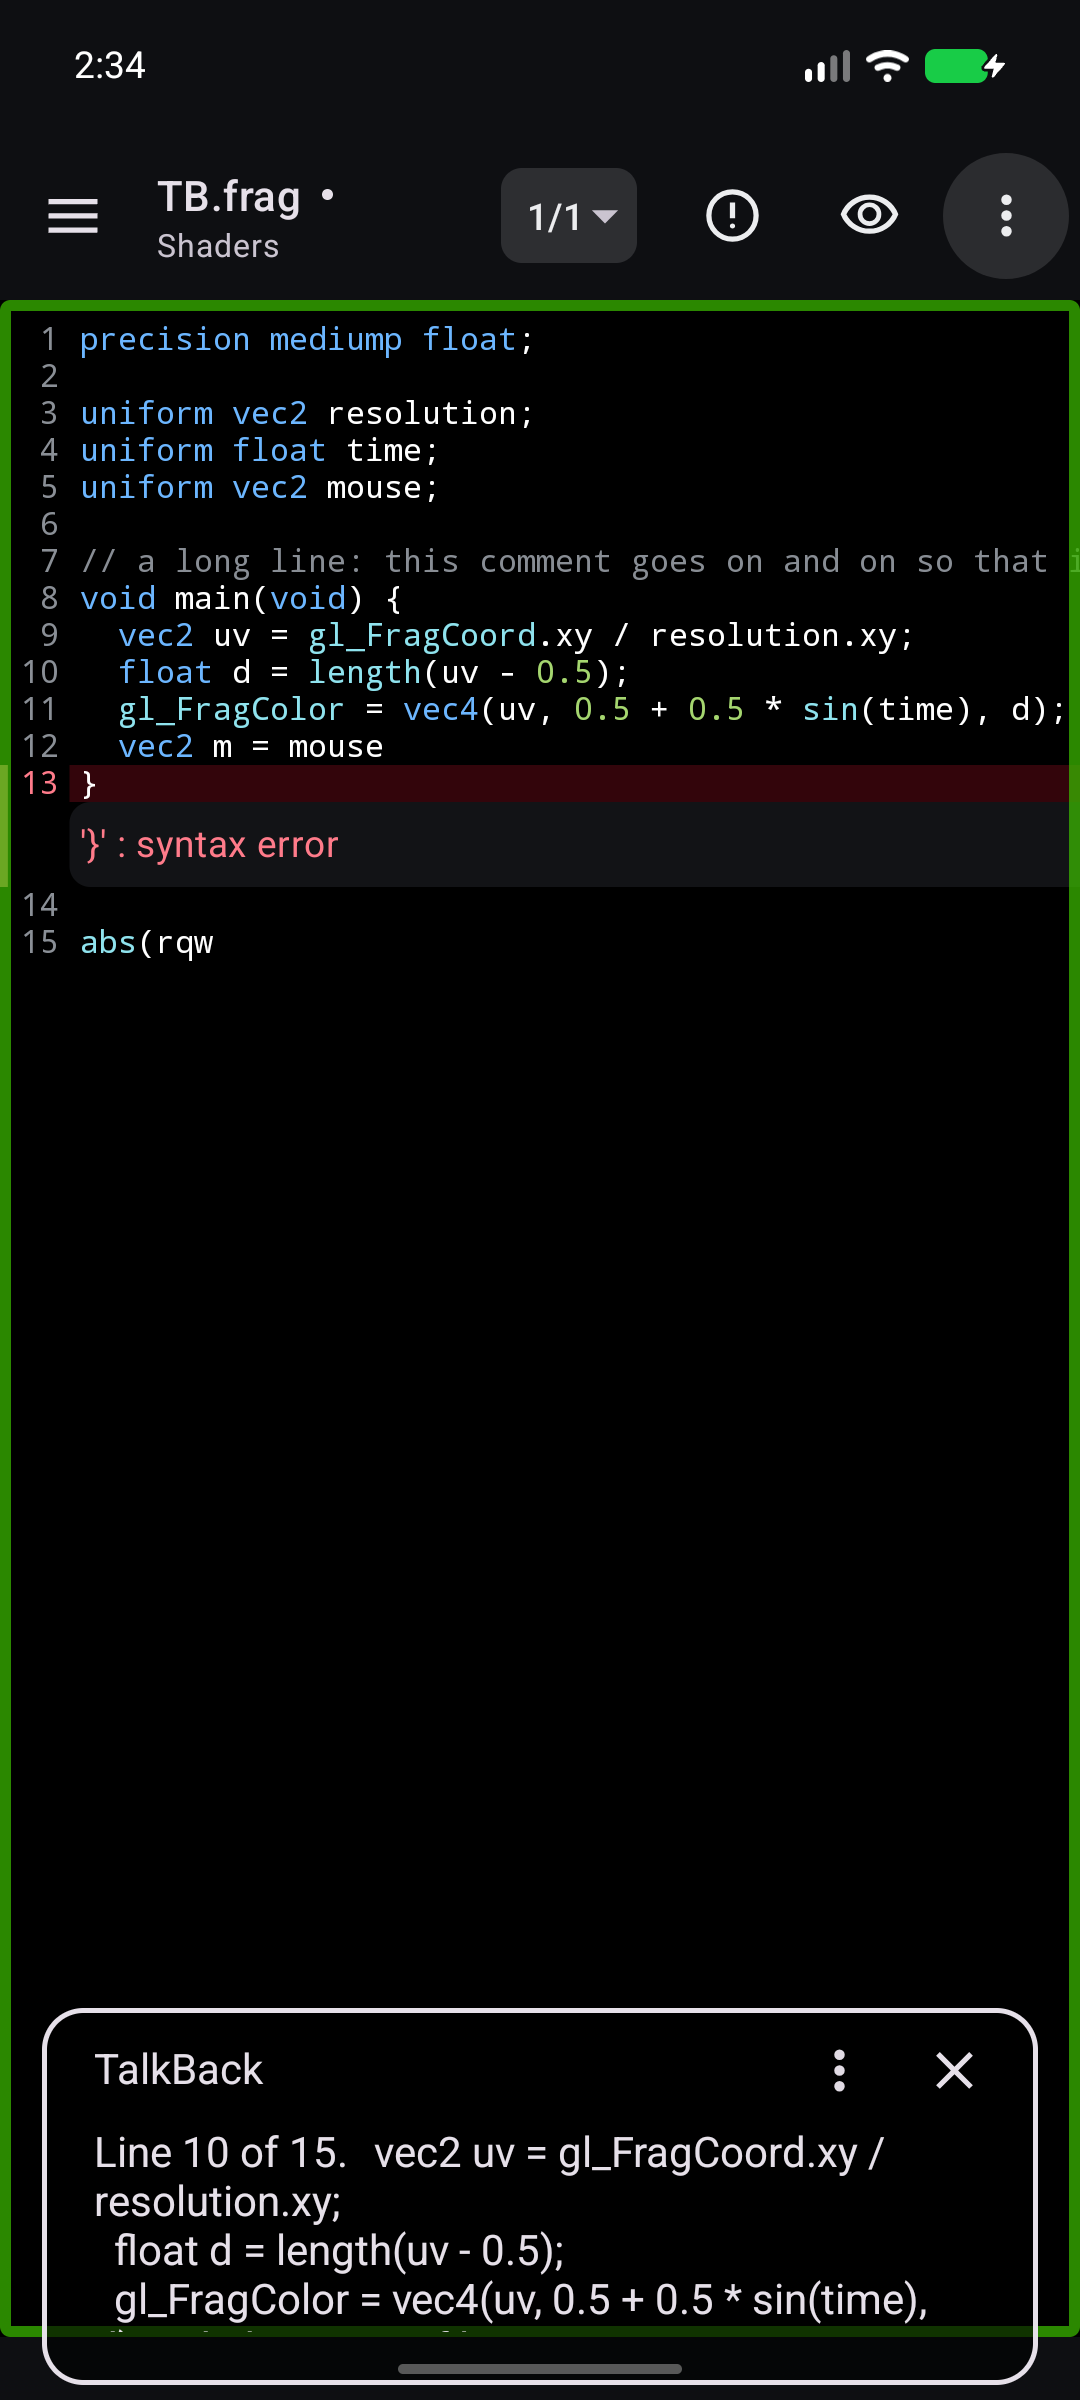 2:34
TB.frag •
Shaders
1/1
1 precision mediump float;
2
3 uniform vec2 resolution;
4 uniform float time;
5 uniform vec2 mouse;
6
7 // a long line: this comment goes on and on so that i
8 void main(void) {
9   vec2 uv = gl_FragCoord.xy / resolution.xy;
10   float d = length(uv - 0.5);
11   gl_FragColor = vec4(uv, 0.5 + 0.5 * sin(time), d);
12   vec2 m = mouse
13 }
'}' : syntax error
14
15 abs(rqw
TalkBack
Line 10 of 15.  vec2 uv = gl_FragCoord.xy /
resolution.xy;
  float d = length(uv - 0.5);
  gl_FragColor = vec4(uv, 0.5 + 0.5 * sin(time),